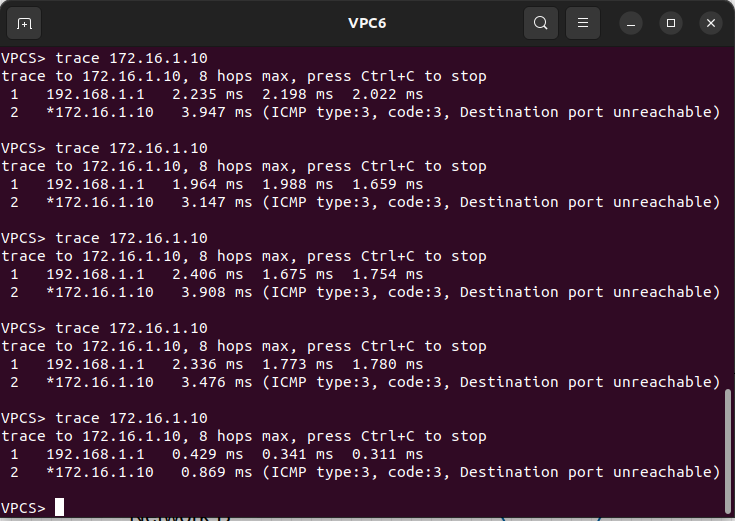 VPC6
VPCS> trace 172.16.1.10
trace to 172.16.1.10, 8 hops max, press Ctrl+C to stop
 1   192.168.1.1   2.235 ms  2.198 ms  2.022 ms
 2   *172.16.1.10   3.947 ms (ICMP type:3, code:3, Destination port unreachable)

VPCS> trace 172.16.1.10
trace to 172.16.1.10, 8 hops max, press Ctrl+C to stop
 1   192.168.1.1   1.964 ms  1.988 ms  1.659 ms
 2   *172.16.1.10   3.147 ms (ICMP type:3, code:3, Destination port unreachable)

VPCS> trace 172.16.1.10
trace to 172.16.1.10, 8 hops max, press Ctrl+C to stop
 1   192.168.1.1   2.406 ms  1.675 ms  1.754 ms
 2   *172.16.1.10   3.908 ms (ICMP type:3, code:3, Destination port unreachable)

VPCS> trace 172.16.1.10
trace to 172.16.1.10, 8 hops max, press Ctrl+C to stop
 1   192.168.1.1   2.336 ms  1.773 ms  1.780 ms
 2   *172.16.1.10   3.476 ms (ICMP type:3, code:3, Destination port unreachable)

VPCS> trace 172.16.1.10
trace to 172.16.1.10, 8 hops max, press Ctrl+C to stop
 1   192.168.1.1   0.429 ms  0.341 ms  0.311 ms
 2   *172.16.1.10   0.869 ms (ICMP type:3, code:3, Destination port unreachable)

VPCS>